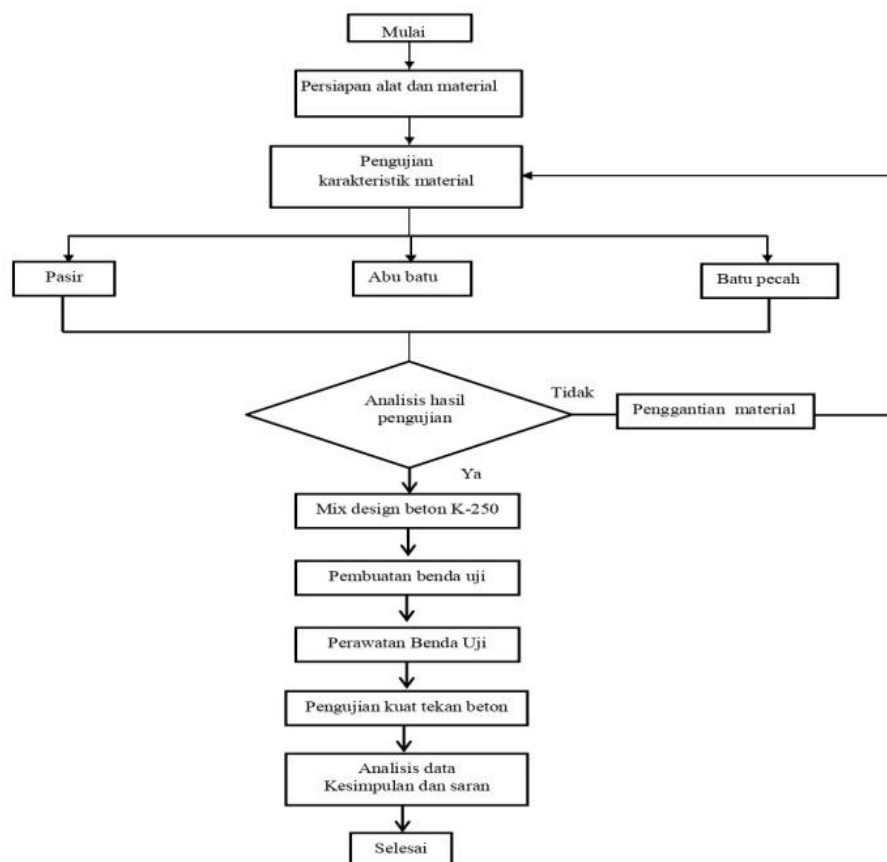 Mulai
Persiapan alat dan material
Pengujian
karakteristik material
Pasir
Abu batu
Batu pecah
Analisis hasil
pengujian
Tidak
Penggantian material
Ya
Mix design beton K-250
Pembuatan benda uji
Perawatan Benda Uji
Pengujian kuat tekan beton
Analisis data
Kesimpulan dan saran
Selesai